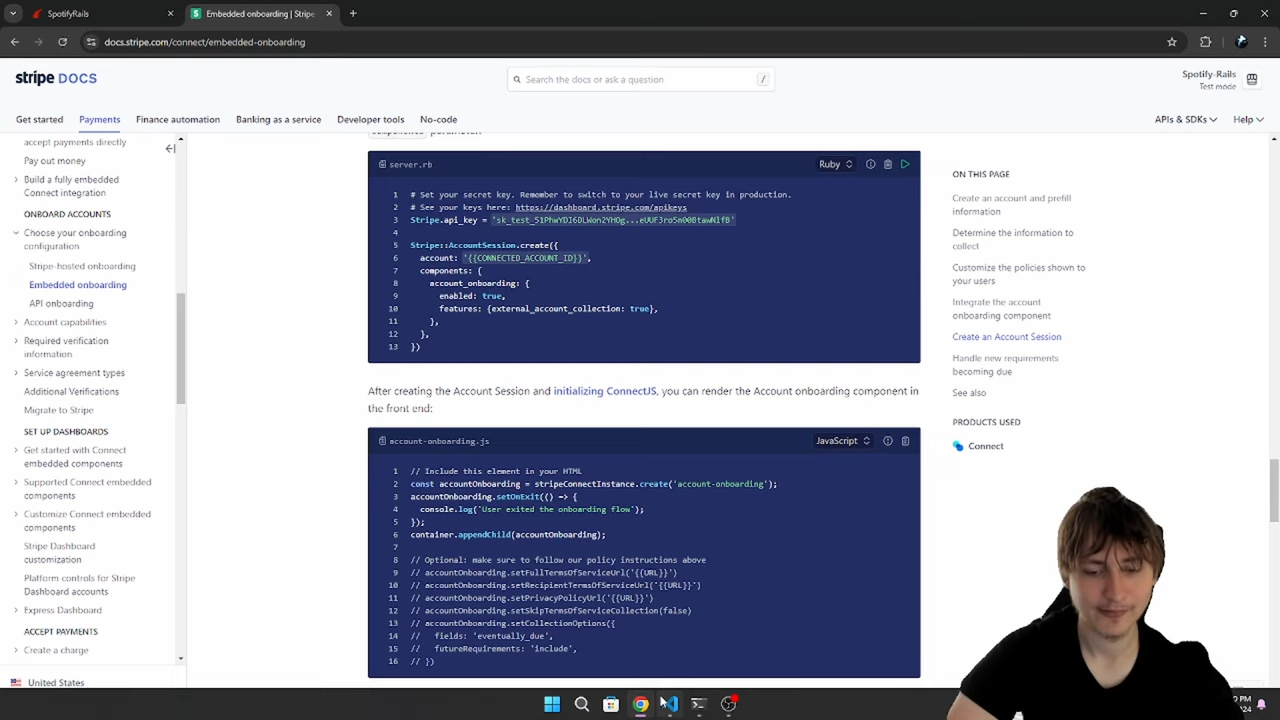 SpotifyRails
Embedded onboarding | Stripe
docs.stripe.com/connect/embedded-onboarding
stripe DOCS
Search the docs or ask a question
/
Spotify-Rails
Test mode
Get started
Payments
Finance automation
Banking as a service
Developer tools
No-code
APIs & SDKs
Help
accept payments directly
Pay out money
Build a fully embedded
Connect integration
ONBOARD ACCOUNTS
Choose your onboarding
configuration
Stripe-hosted onboarding
Embedded onboarding
API onboarding
Account capabilities
Required verification
information
Service agreement types
Additional Verifications
Migrate to Stripe
SET UP DASHBOARDS
Get started with Connect
embedded components
Supported Connect embedded
components
Customize Connect embedded
components
Stripe Dashboard
customization
Platform controls for Stripe
Dashboard accounts
Express Dashboard
ACCEPT PAYMENTS
Create a charge
United States
server.rb
Ruby
1 # Set your secret key. Remember to switch to your live secret key in production.
2 # See your keys here: https://dashboard.stripe.com/apikeys
3 Stripe.api_key =
4
5 Stripe::AccountSession.create({
6 account: '{{CONNECTED_ACCOUNT_ID}}',
7 components: {
8 account_onboarding: {
9 enabled: true,
10 features: {external_account_collection: true},
11 },
12 },
13 })
After creating the Account Session and initializing ConnectJS, you can render the Account onboarding component in
the front end:
account-onboarding.js
JavaScript
1 // Include this element in your HTML
2 const accountOnboarding = stripeConnectInstance.create('account-onboarding');
3 accountOnboarding.setOnExit(() => {
4 console.log('User exited the onboarding flow');
5 });
6 container.appendChild(accountOnboarding);
7
8 // Optional: make sure to follow our policy instructions above
9 // accountOnboarding.setFullTermsOfServiceUrl('{{URL}}')
10 // accountOnboarding.setRecipientTermsOfServiceUrl('{{URL}}')
11 // accountOnboarding.setPrivacyPolicyUrl('{{URL}}')
12 // accountOnboarding.setSkipTermsOfServiceCollection(false)
13 // accountOnboarding.setCollectionOptions({
14 // fields: 'eventually_due',
15 // futureRequirements: 'include',
16 // })
ON THIS PAGE
Create an account and prefill
information
Determine the information to
collect
Customize the policies shown to
your users
Integrate the account
onboarding component
Create an Account Session
Handle new requirements
becoming due
See also
PRODUCTS USED
Connect